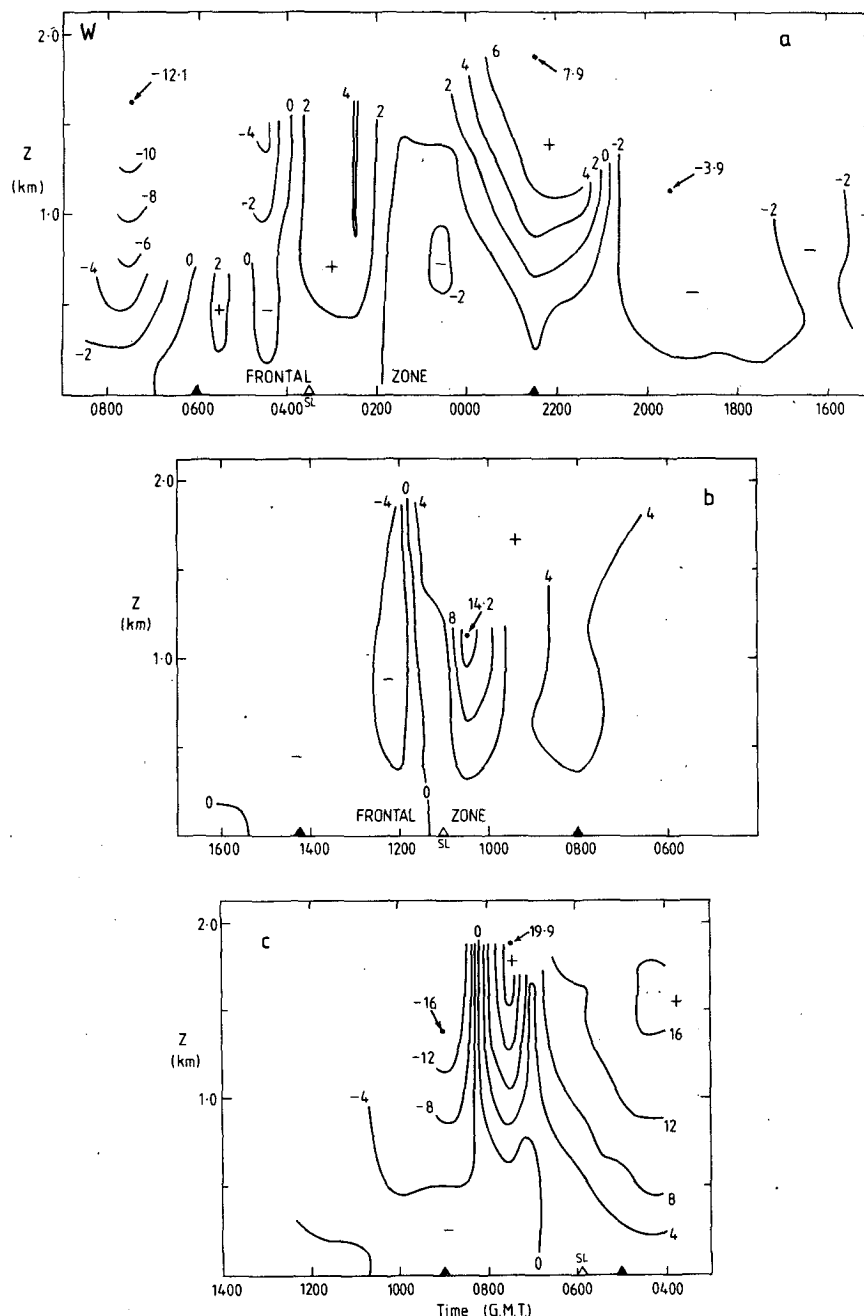 W a
2.0
1.0
Z
(km)
-12.1
-10
-8
-6
-4
-2
0
2
0
-4
-2
0 2
4
2
-2
2
4
6
7.9
4 2 0 -2
-3.9
-2
-2
+ - + - + - -
FRONTAL ZONE
SL
0800 0600 0400 0200 0000 2200 2000 1800 1600
b
2.0
1.0
Z
(km)
-4 0 4
8
14.2
4
4
+
-
-
0
0
FRONTAL ZONE
SL
1600 1400 1200 1000 0800 0600
c
2.0
1.0
Z
(km)
0
19.9
+
-16
-12
-8
-4
+
16
12
8
4
-
0
SL
1400 1200 1000 0800 0600 0400
Time (G.M.T.)